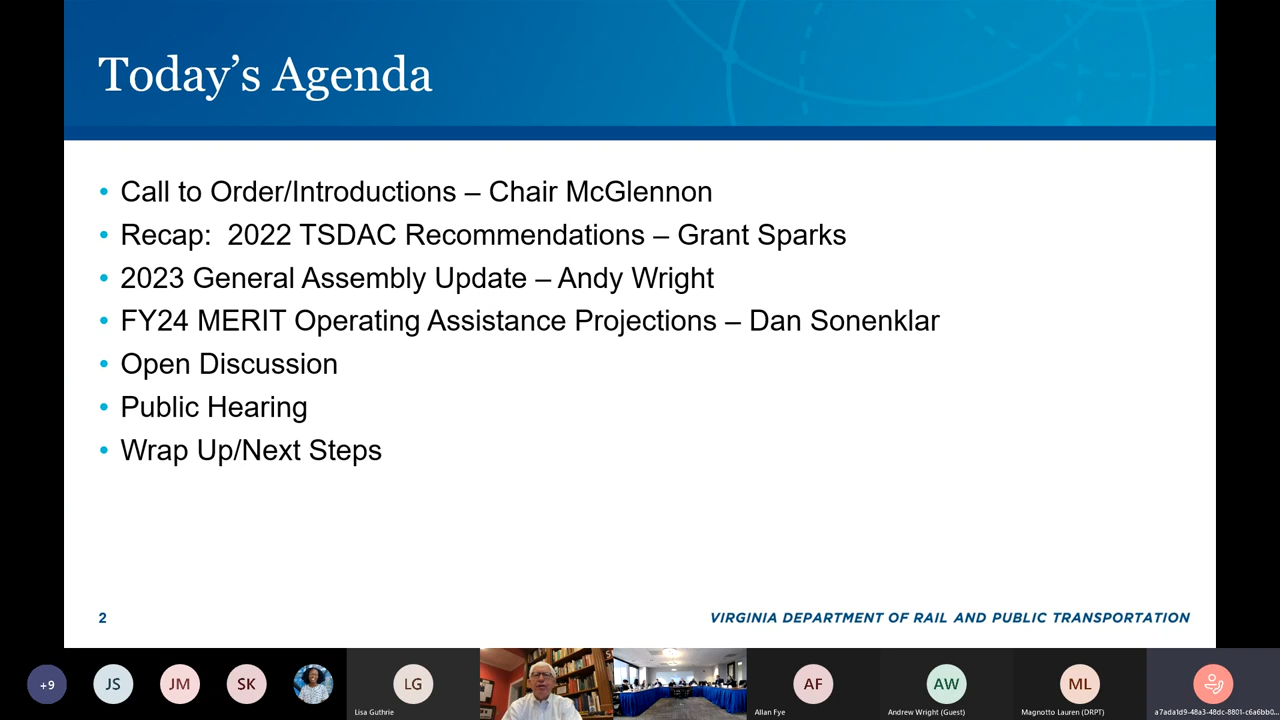 Today's Agenda
• Call to Order/Introductions – Chair McGlennon
• Recap:  2022 TSDAC Recommendations – Grant Sparks
• 2023 General Assembly Update – Andy Wright
• FY24 MERIT Operating Assistance Projections – Dan Sonenklar
• Open Discussion
• Public Hearing
• Wrap Up/Next Steps
2
VIRGINIA DEPARTMENT OF RAIL AND PUBLIC TRANSPORTATION
+9
JS
JM
SK
LG
AF
AW
ML
Lisa Guthrie
Allan Fye
Andrew Wright (Guest)
Magnotto Lauren (DRPT)
a7ada1d9-48a3-48dc-8801-c6a6bb0...